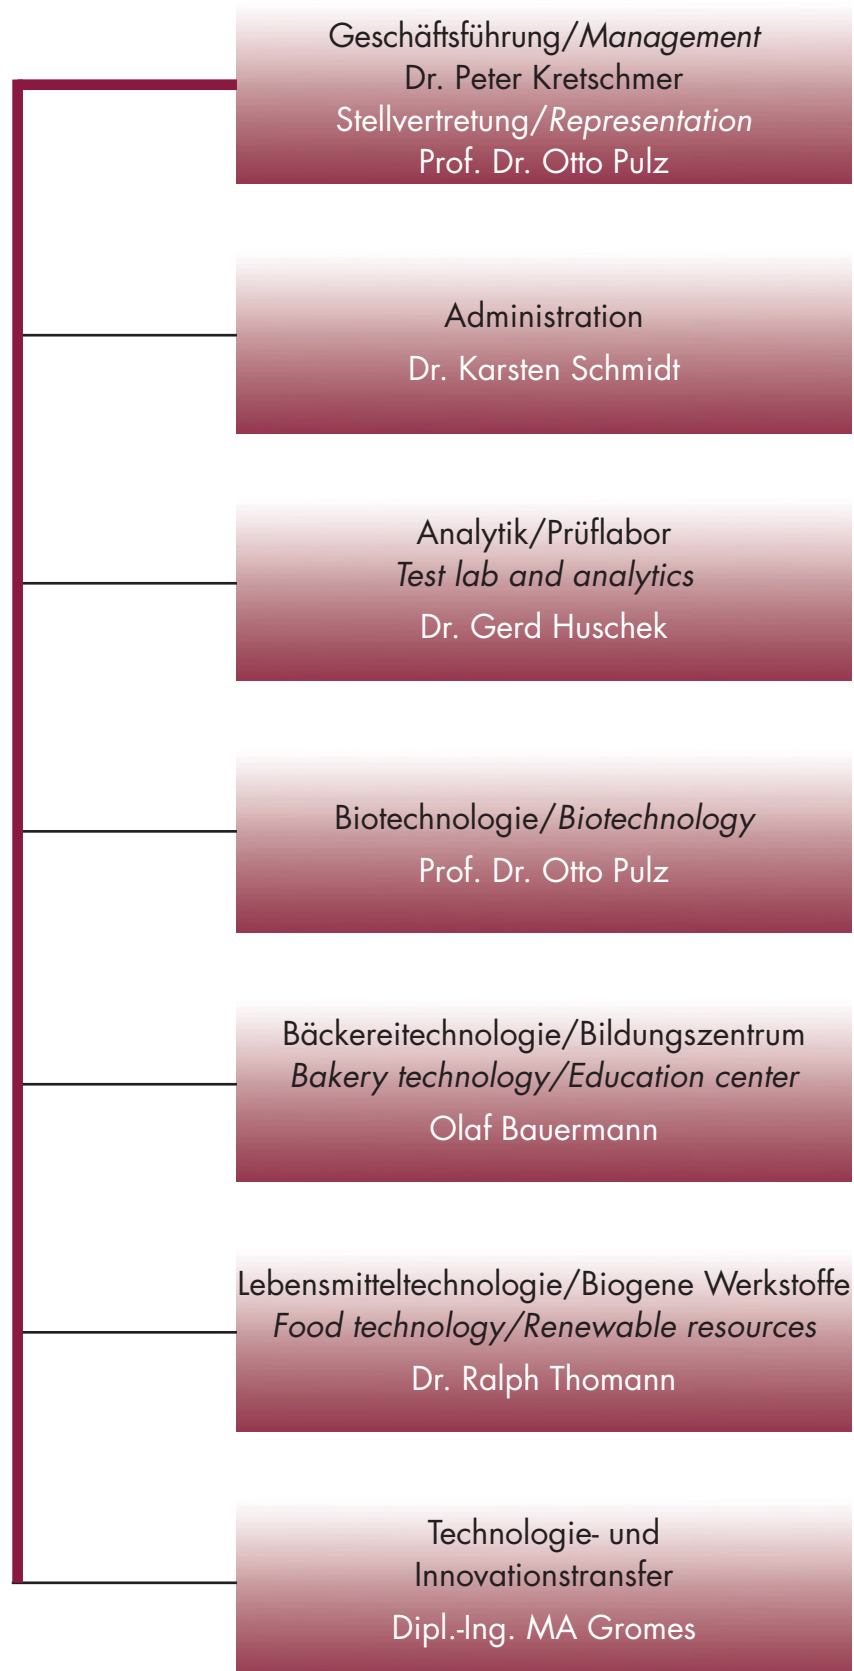 Geschäftsführung/Management
Dr. Peter Kretschmer
Stellvertretung/Representation
Prof. Dr. Otto Pulz
Administration
Dr. Karsten Schmidt
Analytik/Prüflabor
Test lab and analytics
Dr. Gerd Huschek
Biotechnologie/Biotechnology
Prof. Dr. Otto Pulz
Bäckereitechnologie/Bildungszentrum
Bakery technology/Education center
Olaf Bauermann
Lebensmitteltechnologie/Biogene Werkstoffe
Food technology/Renewable resources
Dr. Ralph Thomann
Technologie- und
Innovationstransfer
Dipl.-Ing. MA Gromes